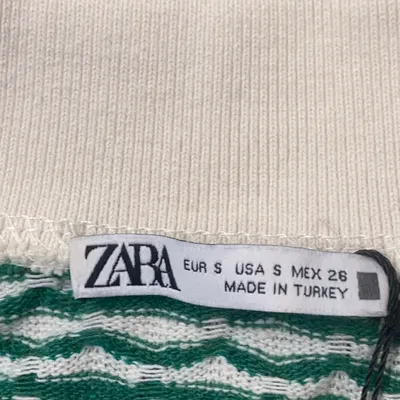 ZARA
EUR S USA S MEX 26
MADE IN TURKEY